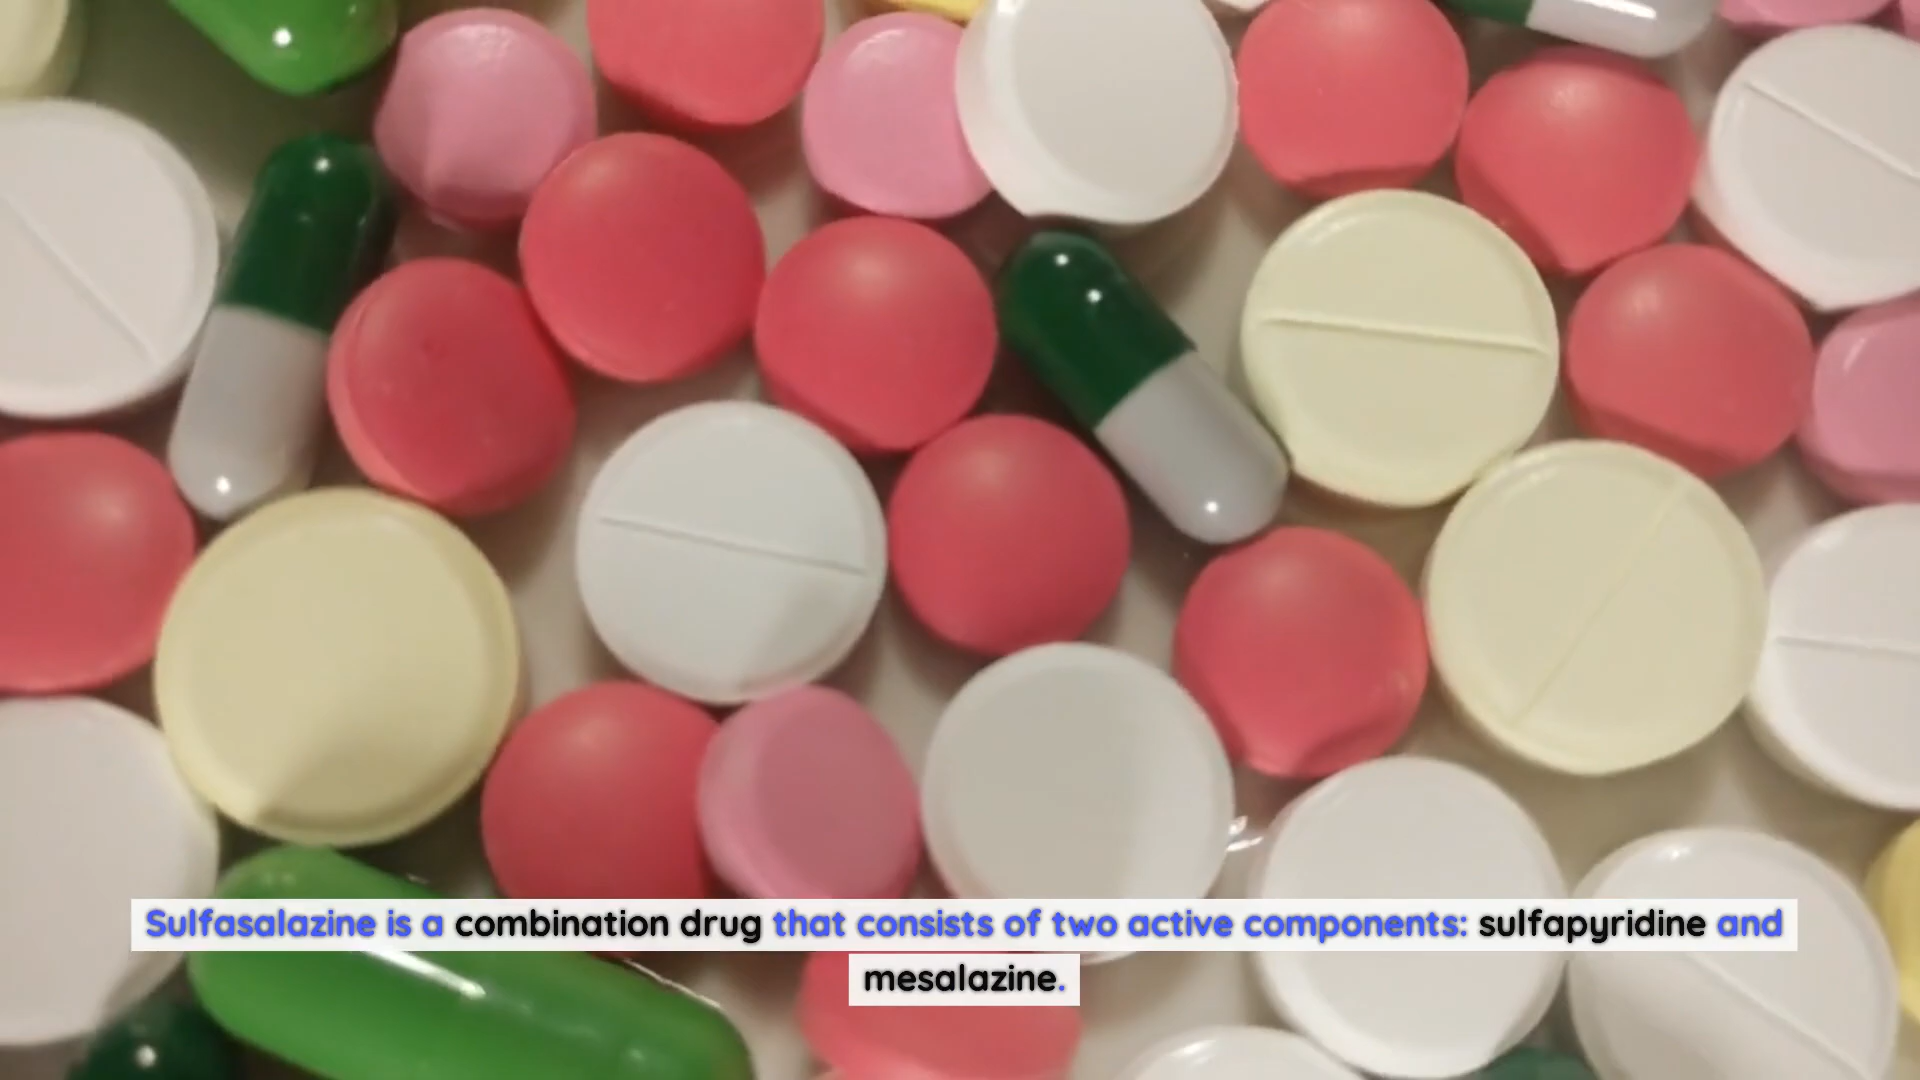 Sulfasalazine is a combination drug that consists of two active components: sulfapyridine and
mesalazine.